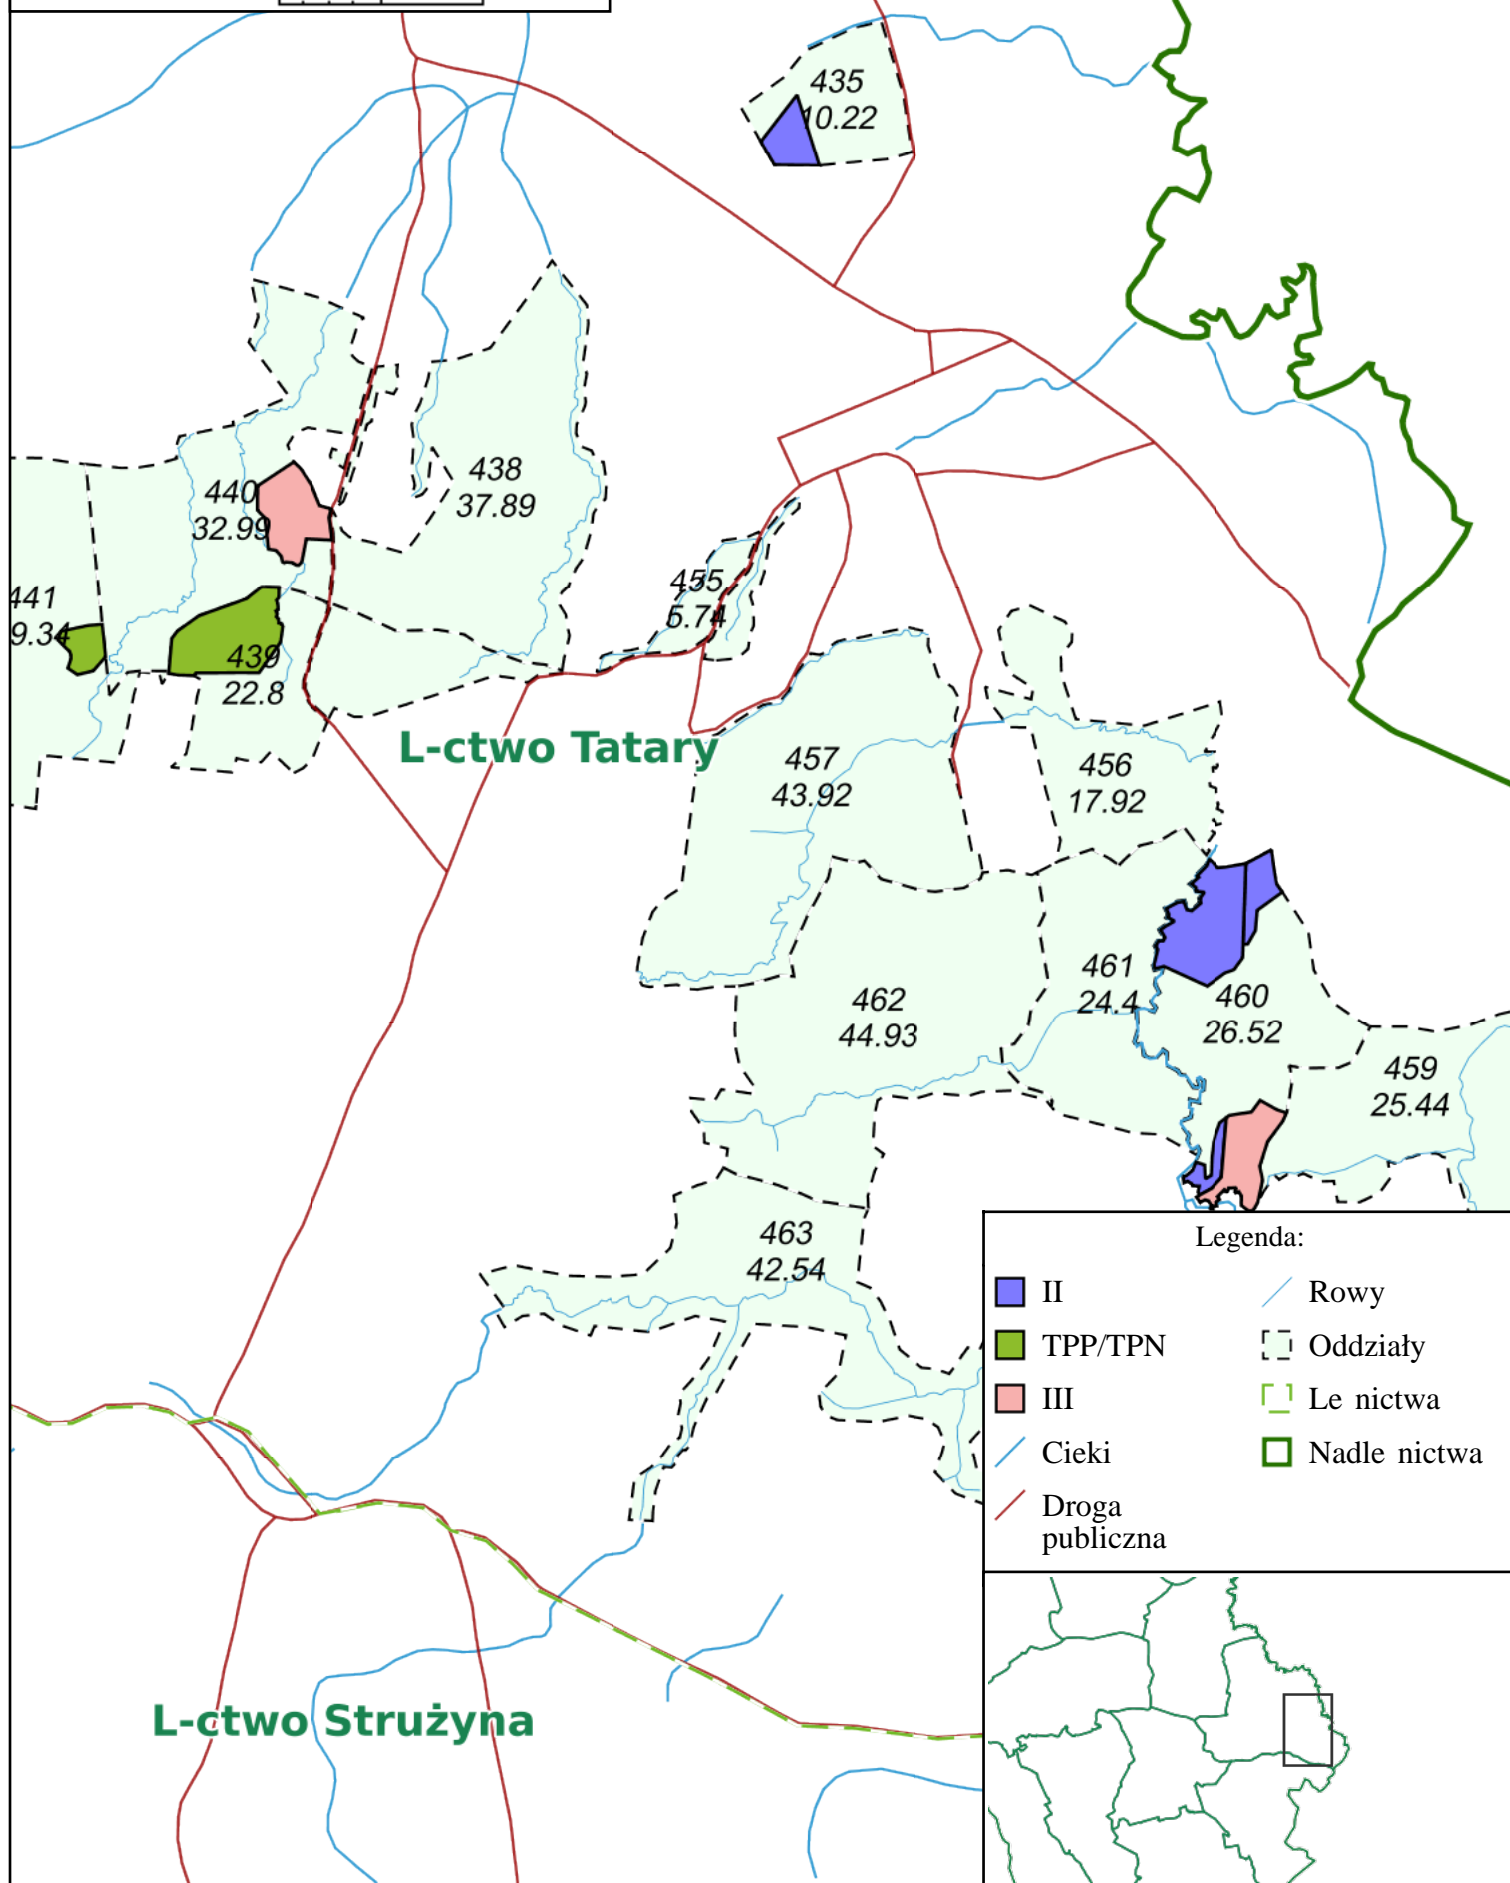 435
10.22
438
37.89
440
32.99
441
9.34
439
22.8
455
5.74
L-ctwo Tatary
457
43.92
456
17.92
461
24.4
460
26.52
462
44.93
459
25.44
463
42.54
L-ctwo Strużyna
Legenda:
II
TPP/TPN
III
Cieki
Droga
publiczna
Rowy
Oddziały
Le nictwa
Nadle nictwa